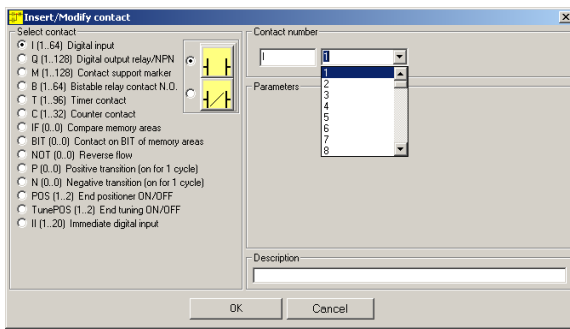 Insert/Modify contact
Select contact
I (1..64) Digital input
Q (1..128) Digital output relay/NPN
M (1..128) Contact support marker
B (1..64) Bistable relay contact N.O.
T (1..96) Timer contact
C (1..32) Counter contact
IF (0..0) Compare memory areas
BIT (0..0) Contact on BIT of memory areas
NOT (0..0) Reverse flow
P (0..0) Positive transition (on for 1 cycle)
N (0..0) Negative transition (on for 1 cycle)
POS (1..2) End positioner ON/OFF
TunePOS (1..2) End tuning ON/OFF
II (1..20) Immediate digital input
Contact number
I
1
1
2
3
4
5
6
7
8
Parameters
Description
OK
Cancel